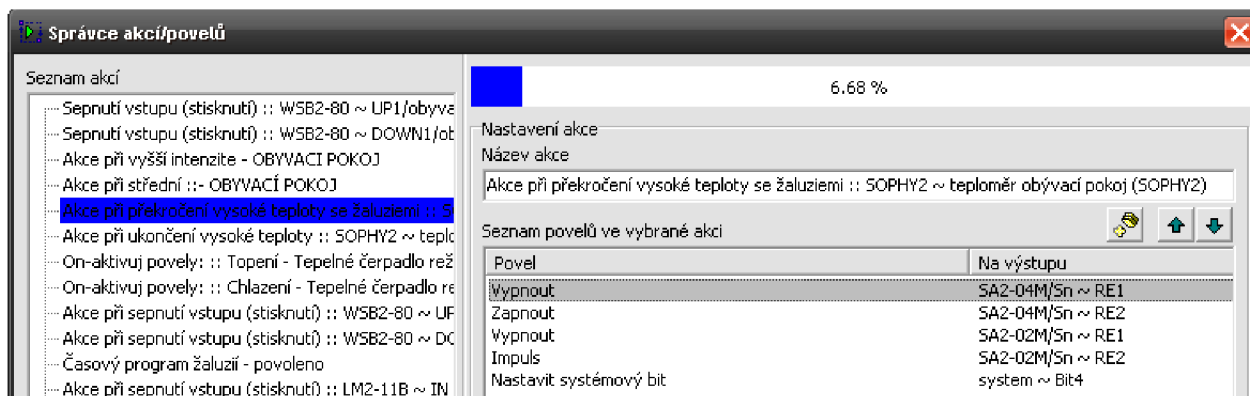 Správce akcí/povelů
Seznam akcí
Sepnutí vstupu (stisknutí) :: WSB2-80 ~ UP1/obyva
Sepnutí vstupu (stisknutí) :: WSB2-80 ~ DOWN1/ob
Akce při vyšší intenzite - OBYVACI POKOJ
Akce při střední ::- OBYVACÍ POKOJ
Akce při překročení vysoké teploty se žaluziemi :: S
Akce při ukončení vysoké teploty :: SOPHY2 ~ teplo
On-aktivuj povely: :: Topení - Tepelné čerpadlo rež
On-aktivuj povely: :: Chlazení - Tepelné čerpadlo re
Akce při sepnutí vstupu (stisknutí) :: WSB2-80 ~ UP
Akce při sepnutí vstupu (stisknutí) :: WSB2-80 ~ DO
Časový program žaluzií - povoleno
Akce při sepnutí vstupu (stisknutí) :: LM2-11B ~ IN
6.68 %
Nastavení akce
Název akce
Akce při překročení vysoké teploty se žaluziemi :: SOPHY2 ~ teploměr obývací pokoj (SOPHY2)
Seznam povelů ve vybrané akci
Povel Na výstupu
Vypnout SA2-04M/Sn ~ RE1
Zapnout SA2-04M/Sn ~ RE2
Vypnout SA2-02M/Sn ~ RE1
Impuls SA2-02M/Sn ~ RE2
Nastavit systémový bit system ~ Bit4